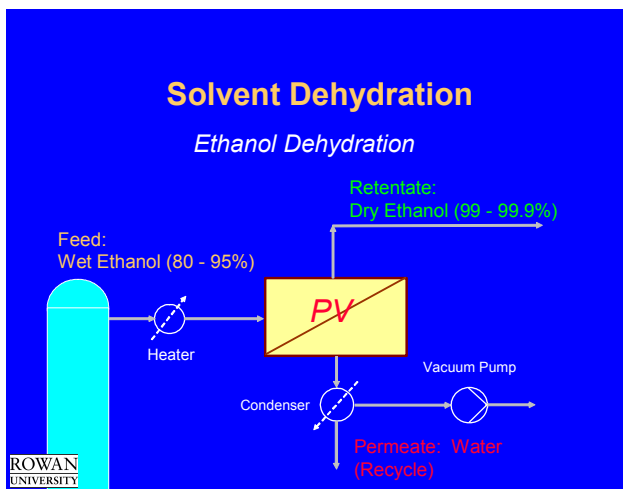 Solvent Dehydration
Ethanol Dehydration
Retentate:
Dry Ethanol (99 - 99.9%)
Feed:
Wet Ethanol (80 - 95%)
PV
Heater
Vacuum Pump
Condenser
Permeate: Water
(Recycle)
ROWAN
UNIVERSITY